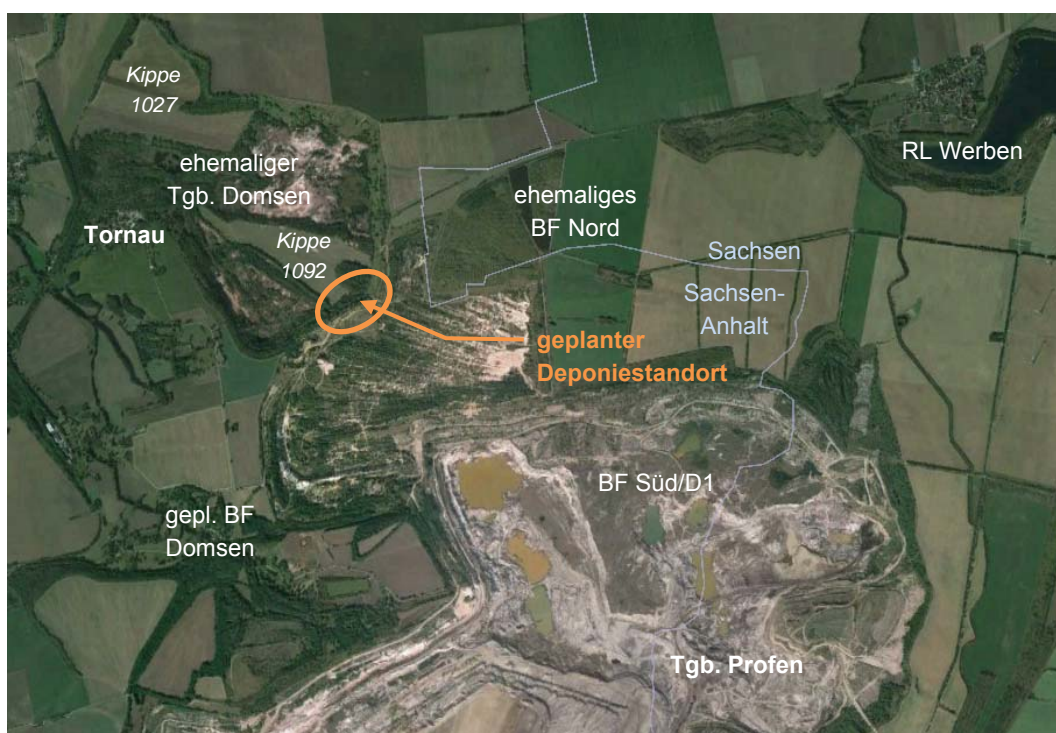 Kippe
1027
ehemaliger
Tgb. Domsen
RL Werben
ehemaliges
BF Nord
Tornau
Kippe
1092
Sachsen
Sachsen-
Anhalt
geplanter
Deponiestandort
BF Süd/D1
gepl. BF
Domsen
Tgb. Profen